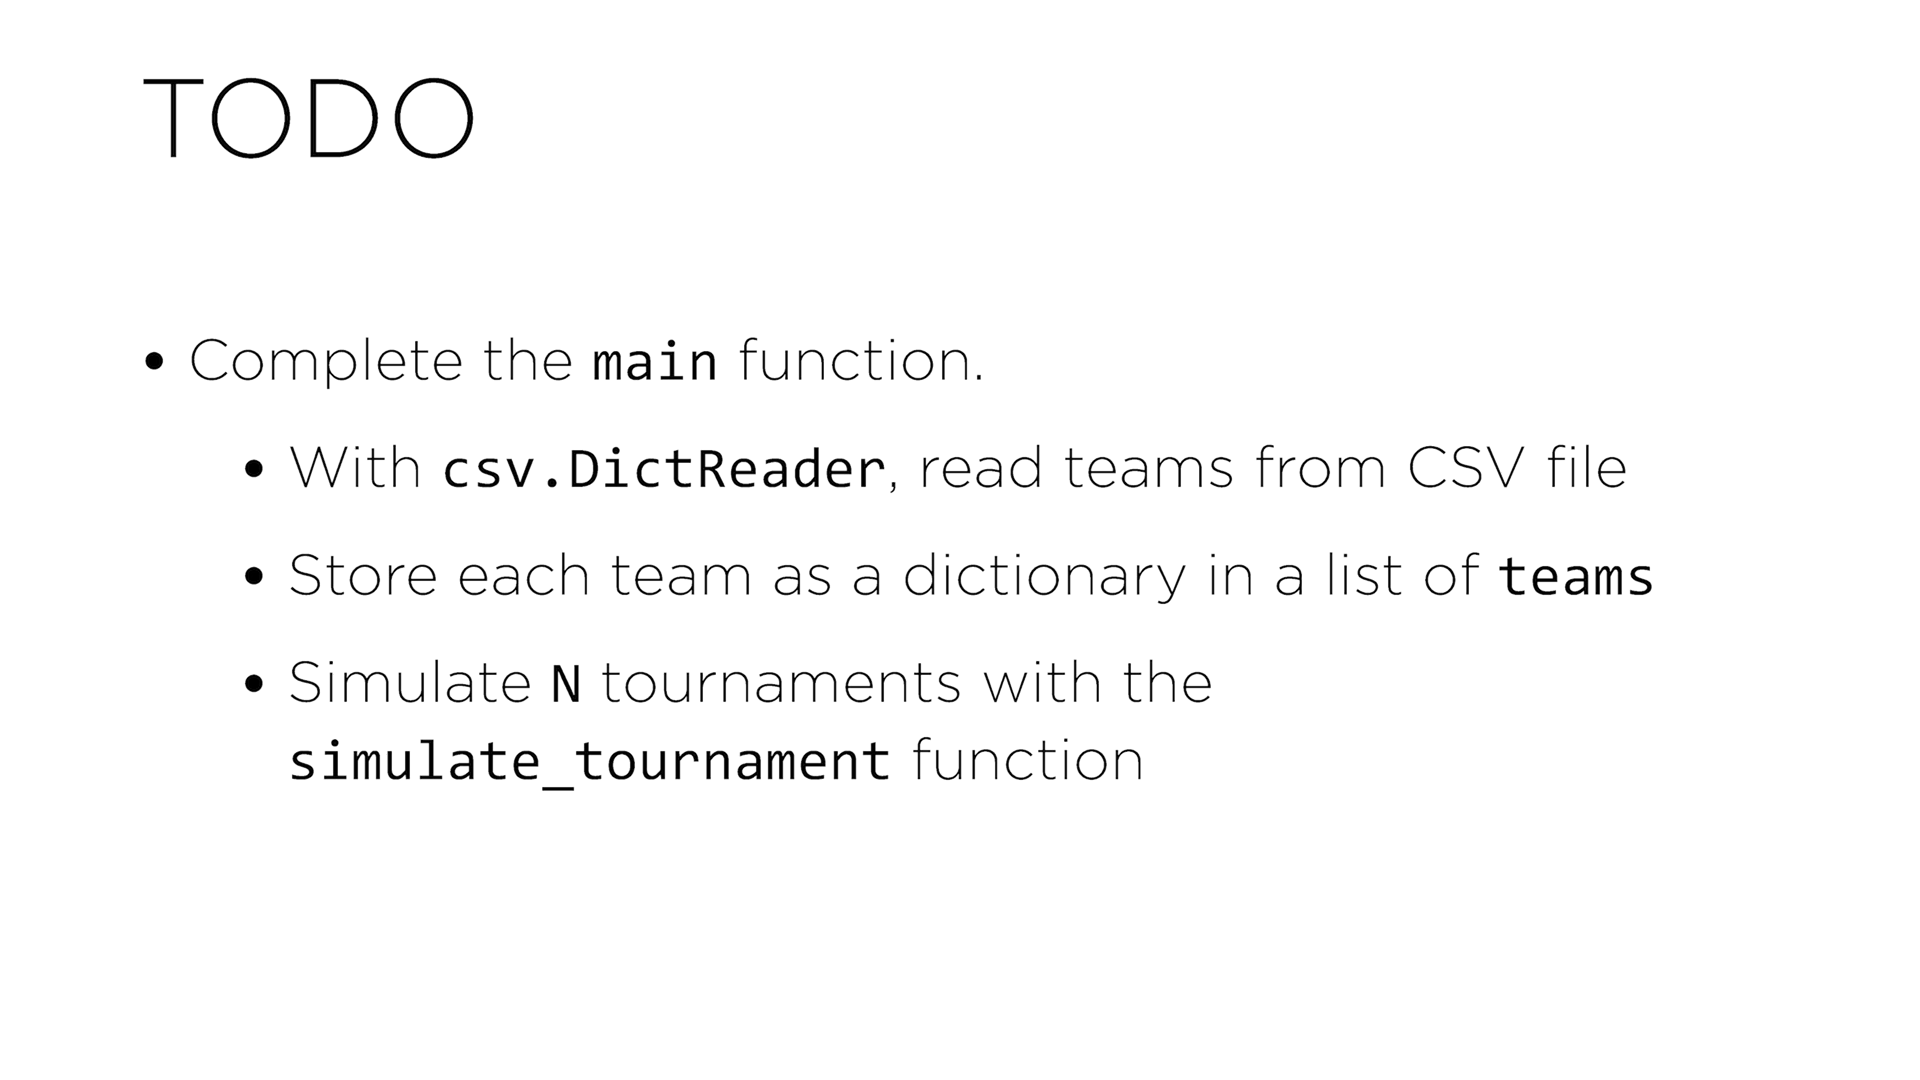 TODO
• Complete the main function.
• With csv.DictReader, read teams from CSV file
• Store each team as a dictionary in a list of teams
• Simulate N tournaments with the
simulate_tournament function